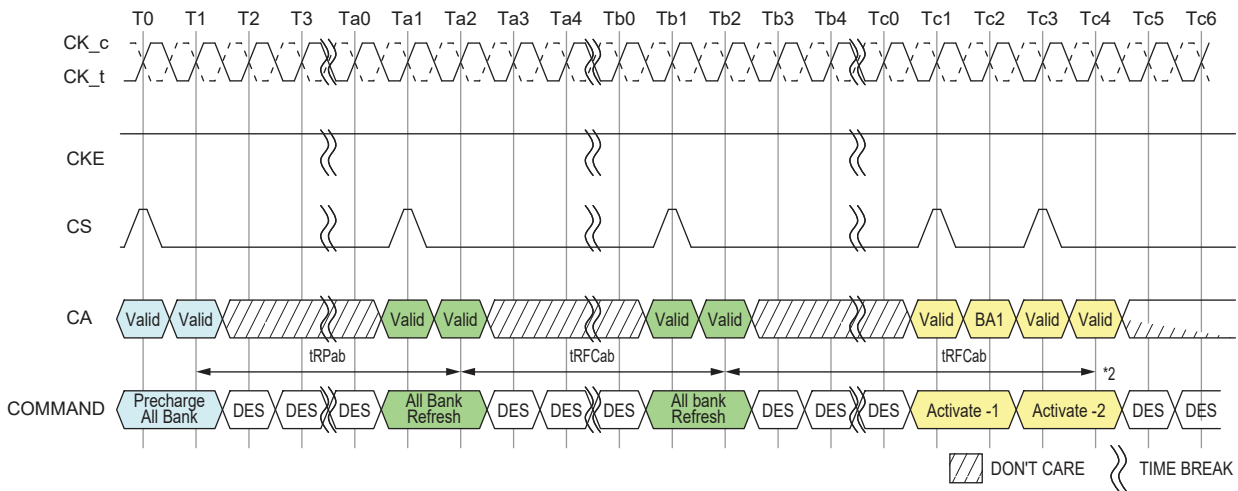 T0 T1 T2 T3 Ta0 Ta1 Ta2 Ta3 Ta4 Tb0 Tb1 Tb2 Tb3 Tb4 Tc0 Tc1 Tc2 Tc3 Tc4 Tc5 Tc6
CK_c
CK_t
CKE
CS
CA Valid Valid Valid Valid Valid Valid Valid BA1 Valid Valid
tRPab tRFCab tRFCab *2
COMMAND Precharge All Bank DES DES DES All Bank Refresh DES DES DES All bank Refresh DES DES DES Activate -1 Activate -2 DES DES
DON'T CARE TIME BREAK